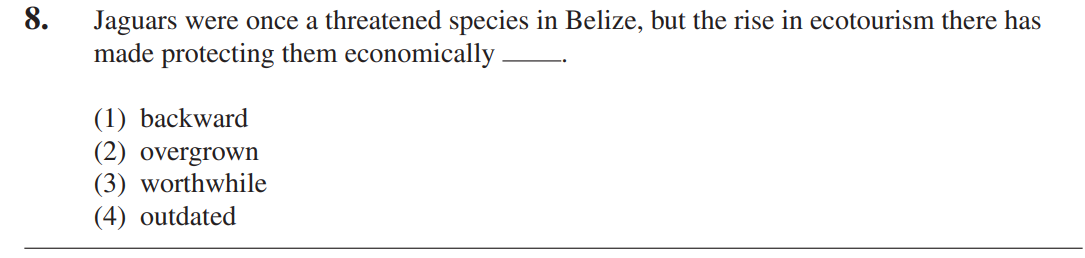 8. Jaguars were once a threatened species in Belize, but the rise in ecotourism there has
made protecting them economically _____.
(1) backward
(2) overgrown
(3) worthwhile
(4) outdated